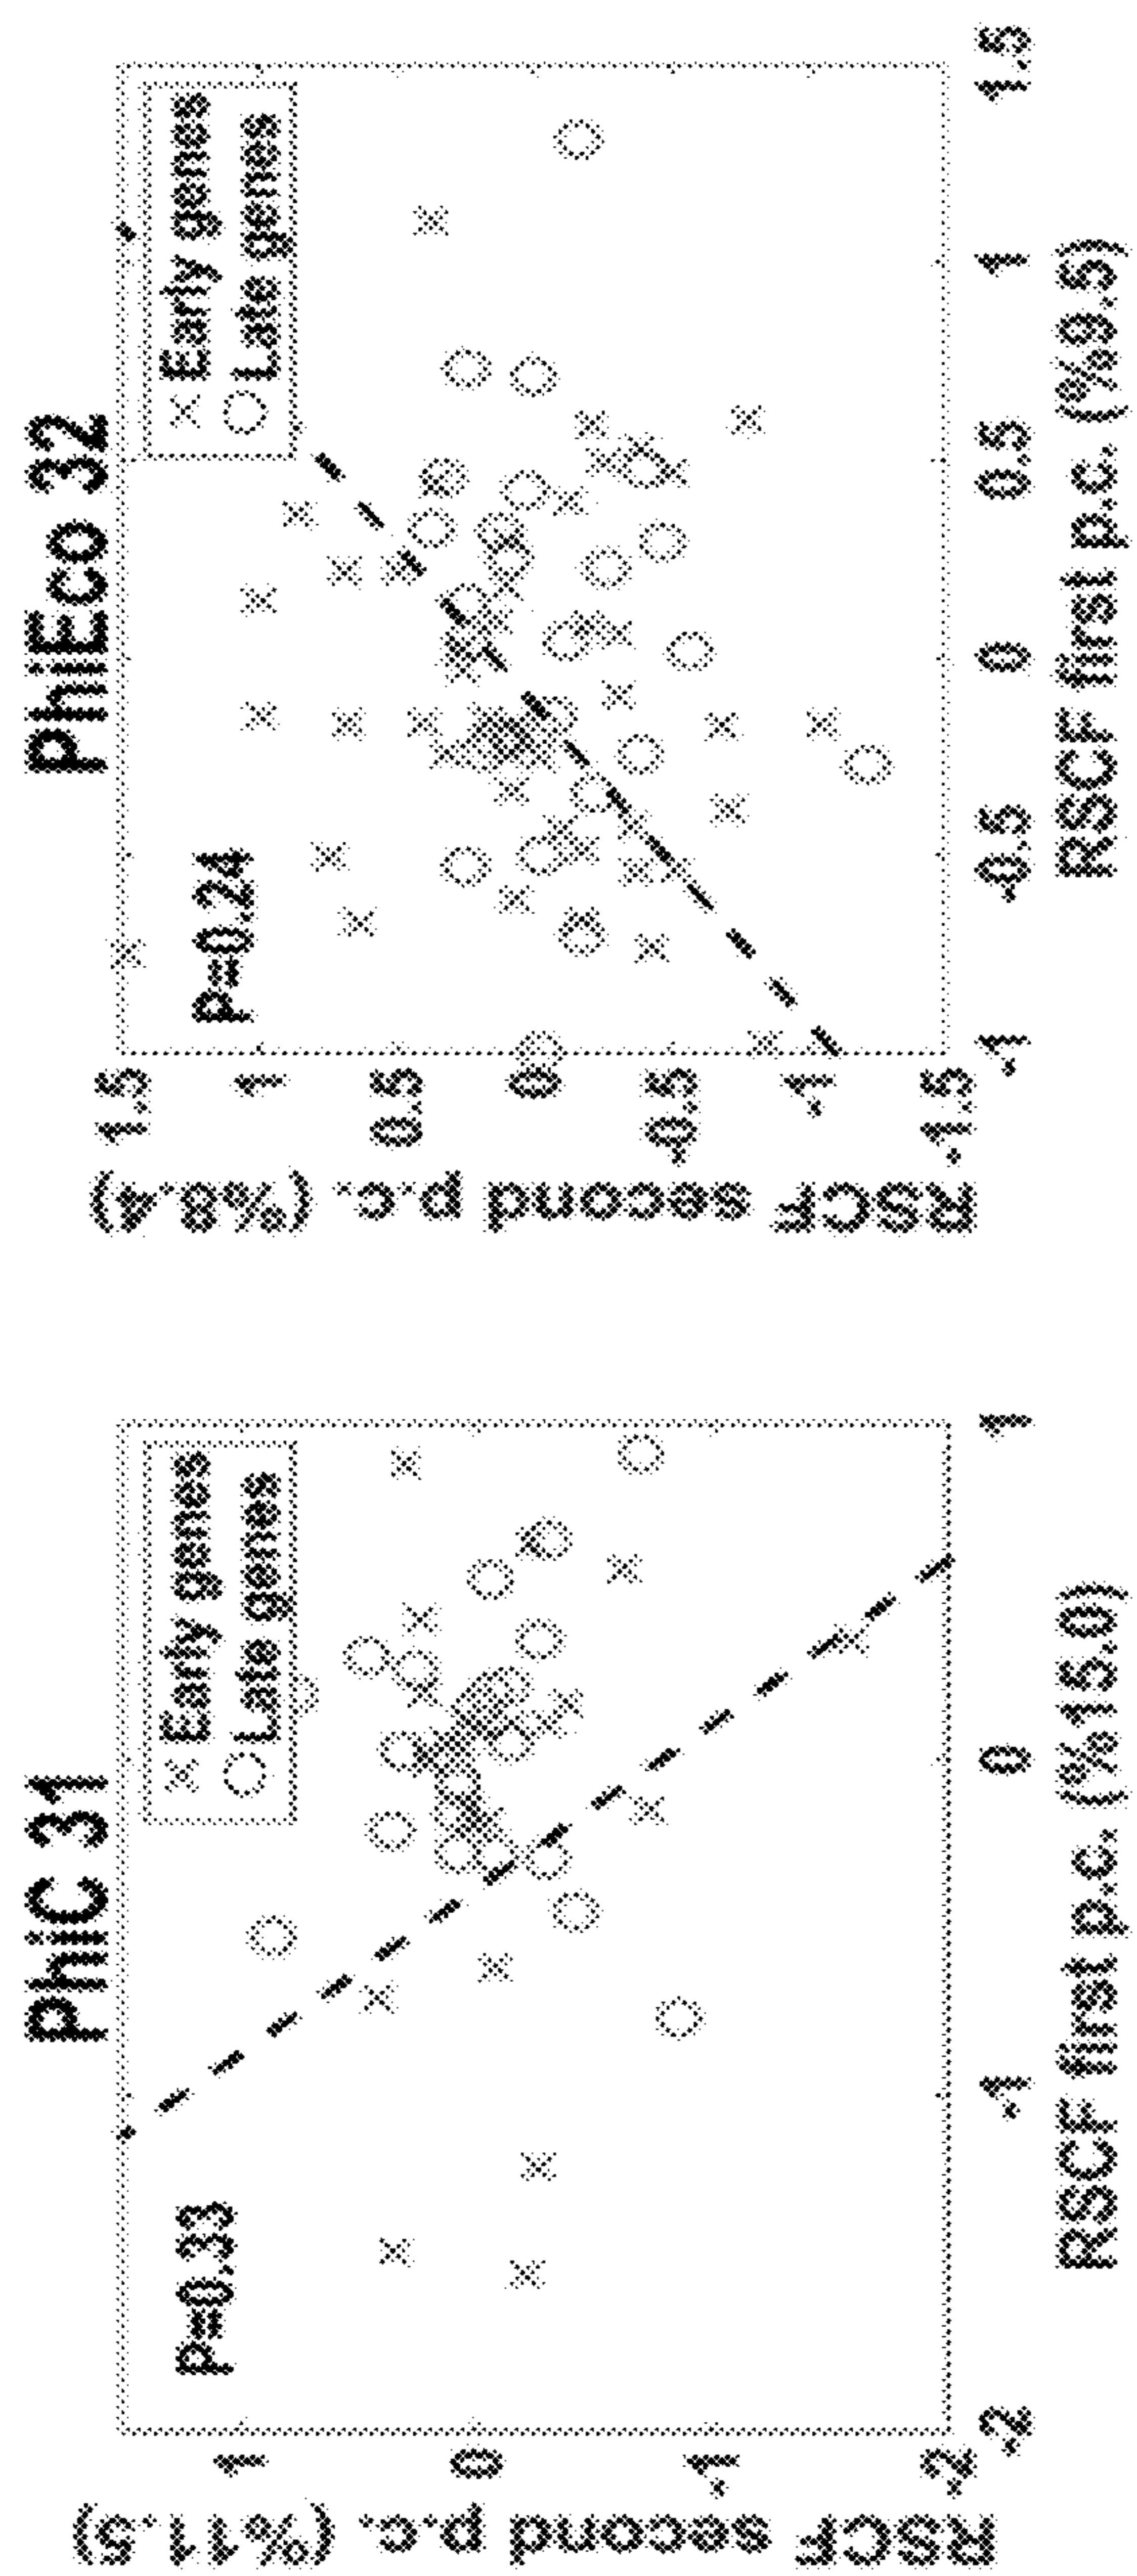 PhiC 31
P=0.33
Early genes
Late genes
RSCF second p.c. (%11.5)
1
0
-1
-2
-2
-1
0
1
RSCF first p.c. (%15.0)
PhiEco 32
P=0.24
Early genes
Late genes
RSCF second p.c. (%8.4)
1.5
1
0.5
0
-0.5
-1
-1.5
-1
-0.5
0
0.5
1
1.5
RSCF first p.c. (%9.5)